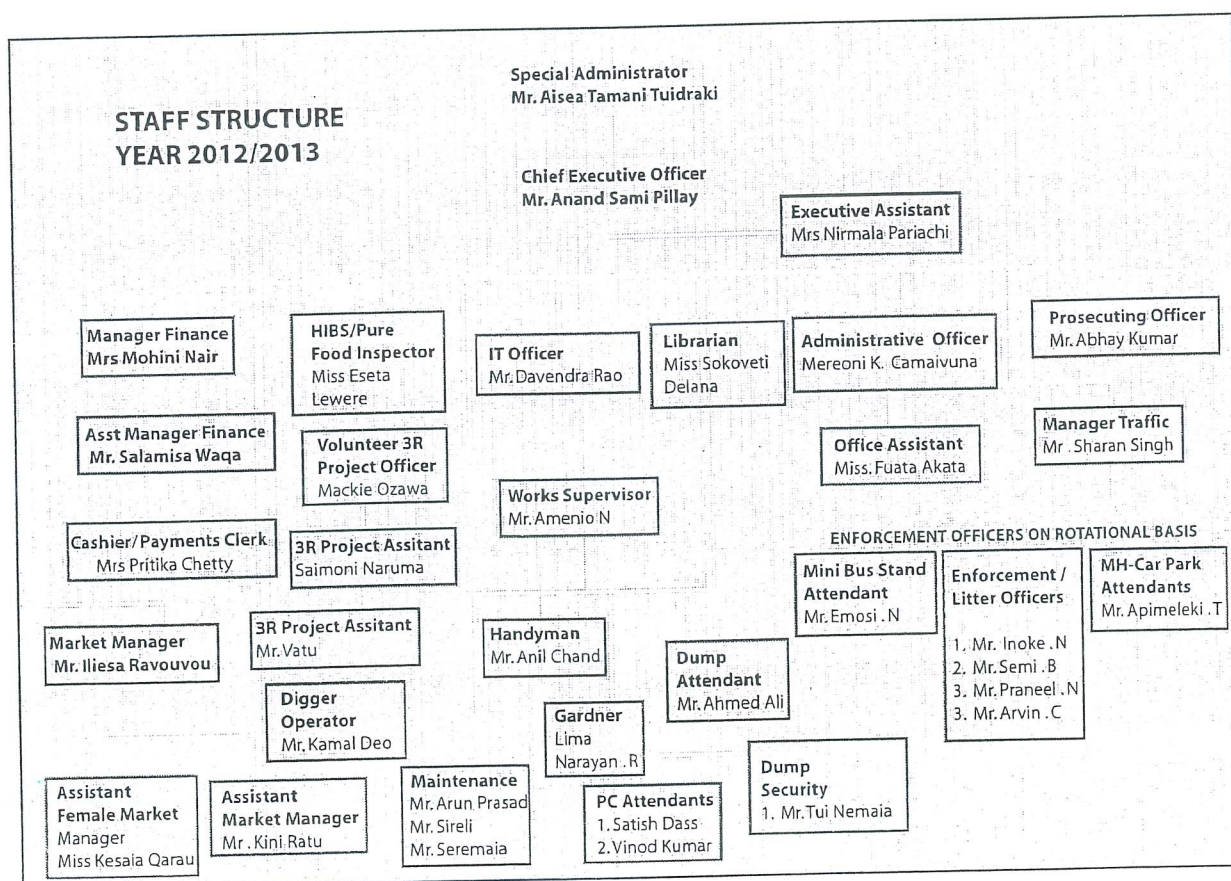 Special Administrator
Mr. Aisea Tamani Tuidraki
STAFF STRUCTURE
YEAR 2012/2013
Chief Executive Officer
Mr. Anand Sami Pillay
Executive Assistant
Mrs Nirmala Pariachi
Manager Finance
Mrs Mohini Nair
HIBS/Pure
Food Inspector
Miss Eseta
Lewere
IT Officer
Mr. Davendra Rao
Librarian
Miss Sokoveti
Delana
Administrative Officer
Mereoni K. Camaivuna
Prosecuting Officer
Mr. Abhay Kumar
Asst Manager Finance
Mr. Salamisa Waqa
Volunteer 3R
Project Officer
Mackie Ozawa
Works Supervisor
Mr. Amenio N
Office Assistant
Miss. Fuata Akata
Manager Traffic
Mr . Sharan Singh
Cashier/Payments Clerk
Mrs Pritika Chetty
3R Project Assitant
Saimoni Naruma
ENFORCEMENT OFFICERS ON ROTATIONAL BASIS
Mini Bus Stand
Attendant
Mr. Emosi . N
Enforcement /
Litter Officers
1. Mr. Inoke . N
2. Mr. Semi . B
3. Mr. Praneel . N
3. Mr. Arvin . C
MH-Car Park
Attendants
Mr. Apimeleki . T
Market Manager
Mr. Iliesa Ravouvou
3R Project Assitant
Mr. Vatu
Handyman
Mr. Anil Chand
Dump
Attendant
Mr. Ahmed Ali
Digger
Operator
Mr. Kamal Deo
Gardner
Lima
Narayan . R
Assistant
Female Market
Manager
Miss Kesaia Qarau
Assistant
Market Manager
Mr . Kini Ratu
Maintenance
Mr. Arun Prasad
Mr. Sireli
Mr. Seremaia
PC Attendants
1. Satish Dass
2. Vinod Kumar
Dump
Security
1. Mr. Tui Nemaia